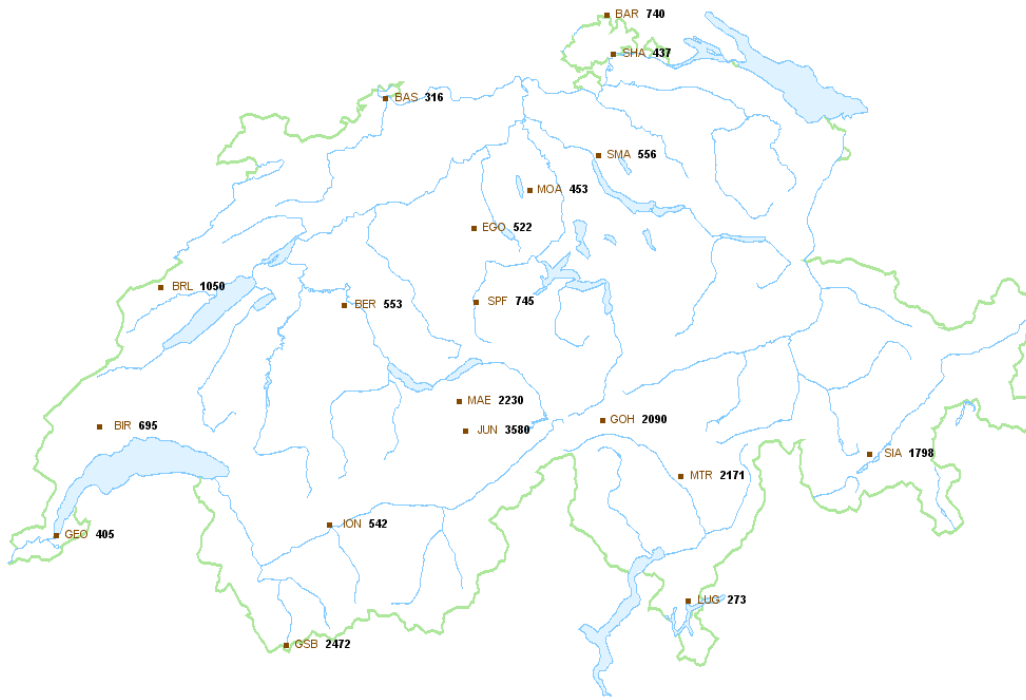 BAR 740
SHA 437
BAS 316
SMA 556
MOA 453
EGO 522
BRL 1050
SPF 745
BER 553
MAE 2230
GOH 2090
BIR 695
JUN 3580
SIA 1798
MTR 2171
ION 542
GEO 405
LUG 273
GSB 2472